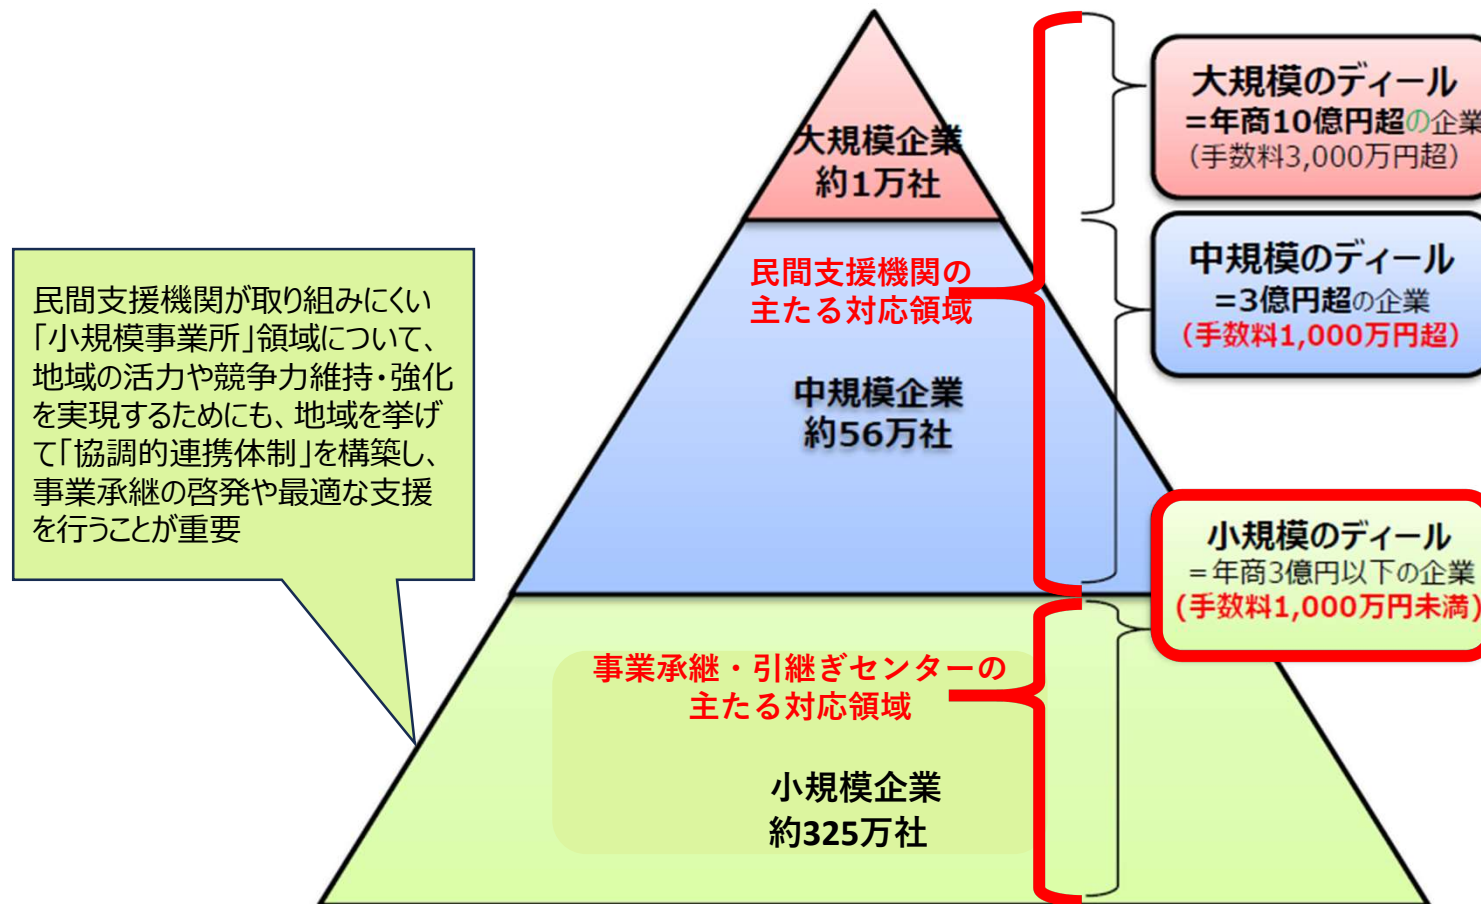 大規模企業
約1万社
民間支援機関の
主たる対応領域
中規模企業
約56万社
事業承継・引継ぎセンターの
主たる対応領域
小規模企業
約325万社
大規模のディール
=年商10億円超の企業
(手数料3,000万円超)
中規模のディール
=3億円超の企業
(手数料1,000万円超)
小規模のディール
=年商3億円以下の企業
(手数料1,000万円未満)
民間支援機関が取り組みにくい
「小規模事業所」領域について、
地域の活力や競争力維持・強化
を実現するためにも、地域を挙げ
て「協調的連携体制」を構築し、
事業承継の啓発や最適な支援
を行うことが重要